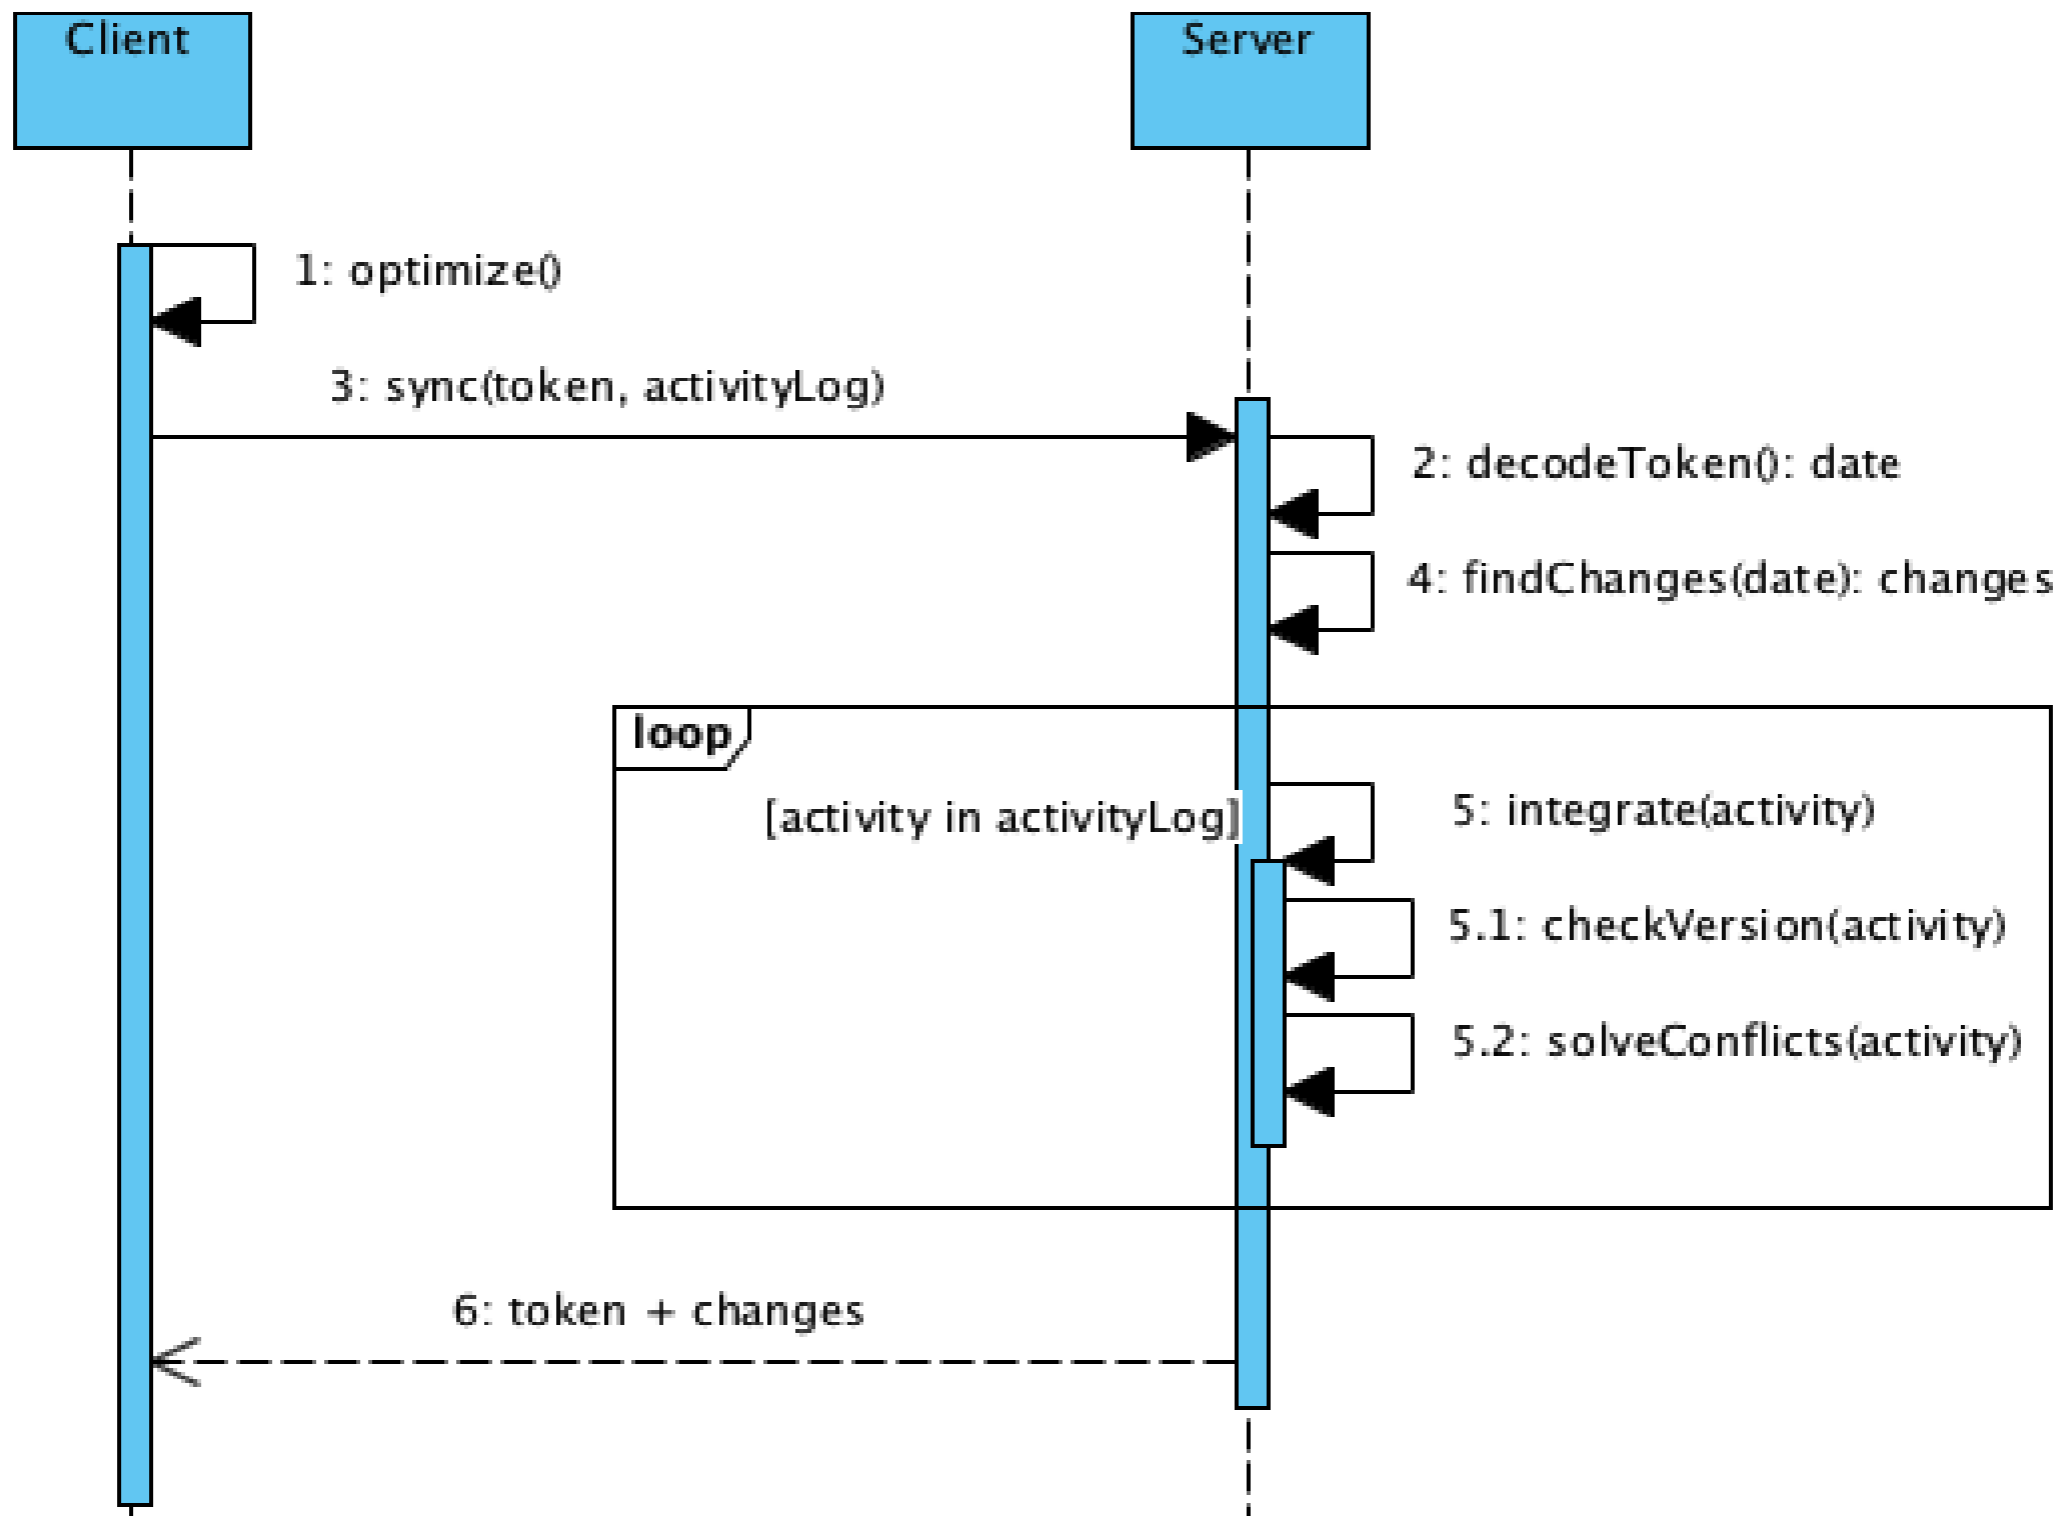 Client
Server
1: optimize()
3: sync(token, activityLog)
2: decodeToken(): date
4: findChanges(date): changes
loop
[activity in activityLog]
5: integrate(activity)
5.1: checkVersion(activity)
5.2: solveConflicts(activity)
6: token + changes